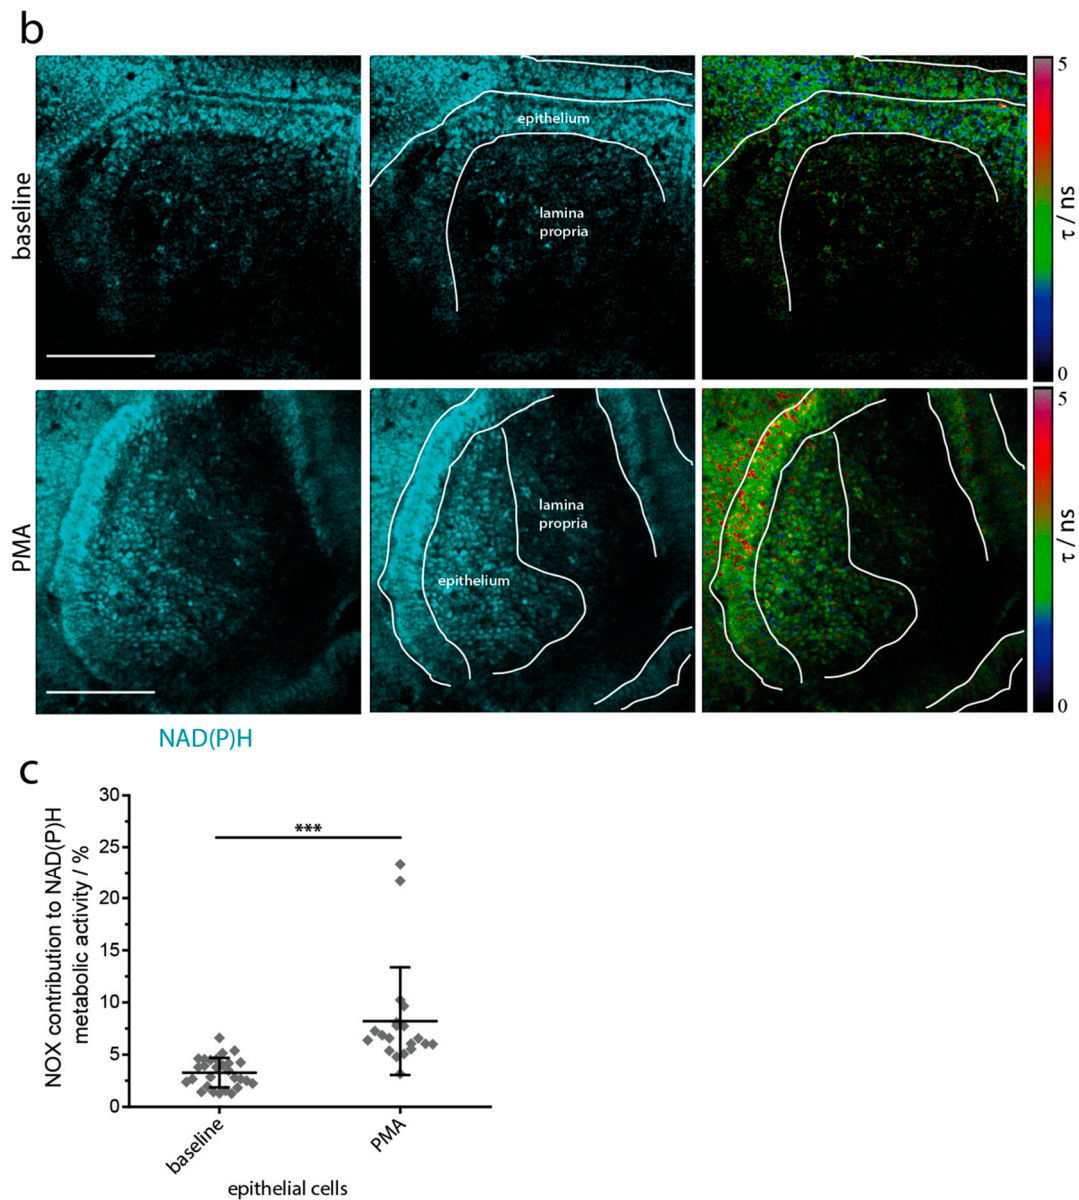 b
baseline
epithelium
lamina
propria
5
τ / ns
0
PMA
lamina
propria
epithelium
5
τ / ns
0
NAD(P)H
c
NOX contribution to NAD(P)H
metabolic activity / %
30
25
20
15
10
5
0
***
baseline
PMA
epithelial cells